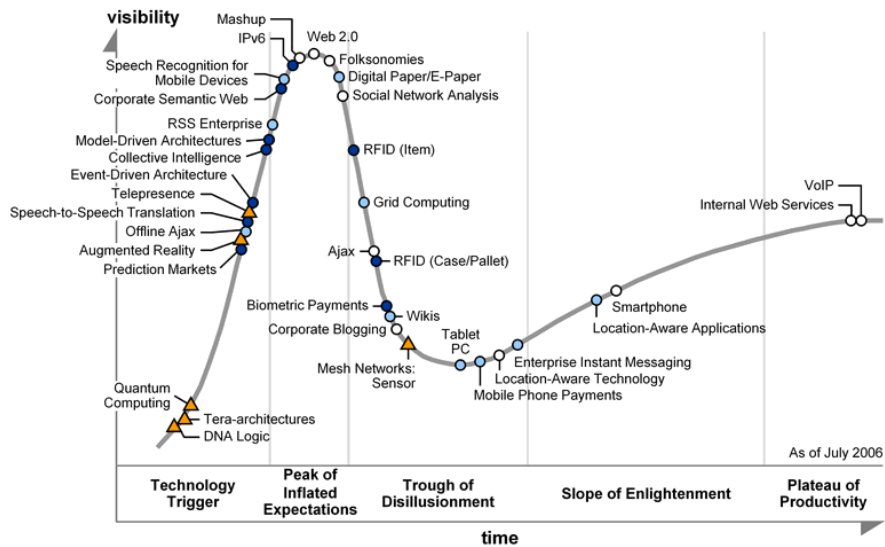 visibility
Mashup
IPv6
Web 2.0
Folksonomies
Speech Recognition for
Mobile Devices
Digital Paper/E-Paper
Corporate Semantic Web
Social Network Analysis
RSS Enterprise
Model-Driven Architectures
Collective Intelligence
RFID (Item)
Event-Driven Architecture
Telepresence
Speech-to-Speech Translation
Offline Ajax
Augmented Reality
Prediction Markets
Grid Computing
Ajax
RFID (Case/Pallet)
VoIP
Internal Web Services
Biometric Payments
Wikis
Corporate Blogging
Mesh Networks:
Sensor
Tablet
PC
Smartphone
Location-Aware Applications
Enterprise Instant Messaging
Location-Aware Technology
Mobile Phone Payments
Quantum
Computing
Tera-architectures
DNA Logic
As of July 2006
Technology
Trigger
Peak of
Inflated
Expectations
Trough of
Disillusionment
Slope of Enlightenment
Plateau of
Productivity
time